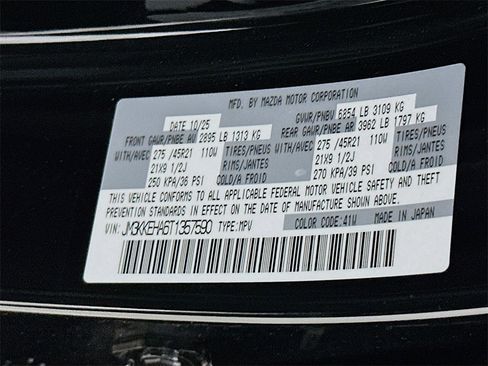 MFD. BY MAZDA MOTOR CORPORATION
DATE 10/25 GVWR/PNBV 6854 LB 3109 KG
FRONT GAWR/PNBE AV 2895 LB 1313 KG REAR GAWR/PNBE AR 3962 LB 1797 KG
WITH/AVEC 275 /45R21 110W TIRES/PNEUS WITH/AVEC 275 /45R21 110W TIRES/PNEUS
21X9 1/2J RIMS/JANTES 21X9 1/2J RIMS/JANTES
250 KPA/36 PSI COLD/A FROID 270 KPA/39 PSI COLD/A FROID
THIS VEHICLE CONFORMS TO ALL APPLICABLE FEDERAL MOTOR VEHICLE SAFETY AND THEFT
PREVENTION STANDARDS IN EFFECT ON THE DATE OF MANUFACTURE SHOWN ABOVE.
JM3KKEHA6T1357590 TYPE:MPV COLOR CODE:41W MADE IN JAPAN